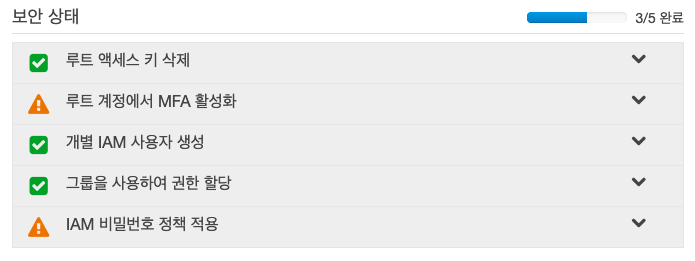 보안 상태
3/5 완료
루트 액세스 키 삭제
루트 계정에서 MFA 활성화
개별 IAM 사용자 생성
그룹을 사용하여 권한 할당
IAM 비밀번호 정책 적용